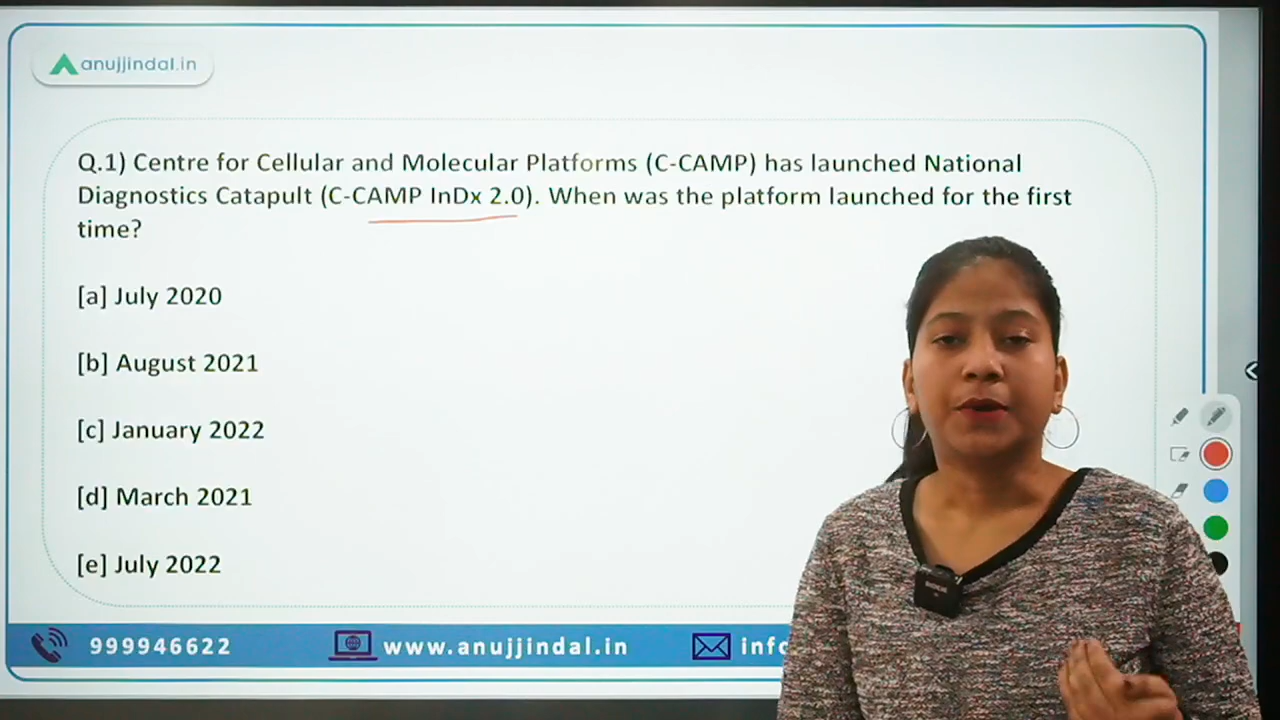 anujjindal.in
Q.1) Centre for Cellular and Molecular Platforms (C-CAMP) has launched National
Diagnostics Catapult (C-CAMP InDx 2.0). When was the platform launched for the first
time?
[a] July 2020
[b] August 2021
[c] January 2022
[d] March 2021
[e] July 2022
999946622
www.anujjindal.in
info